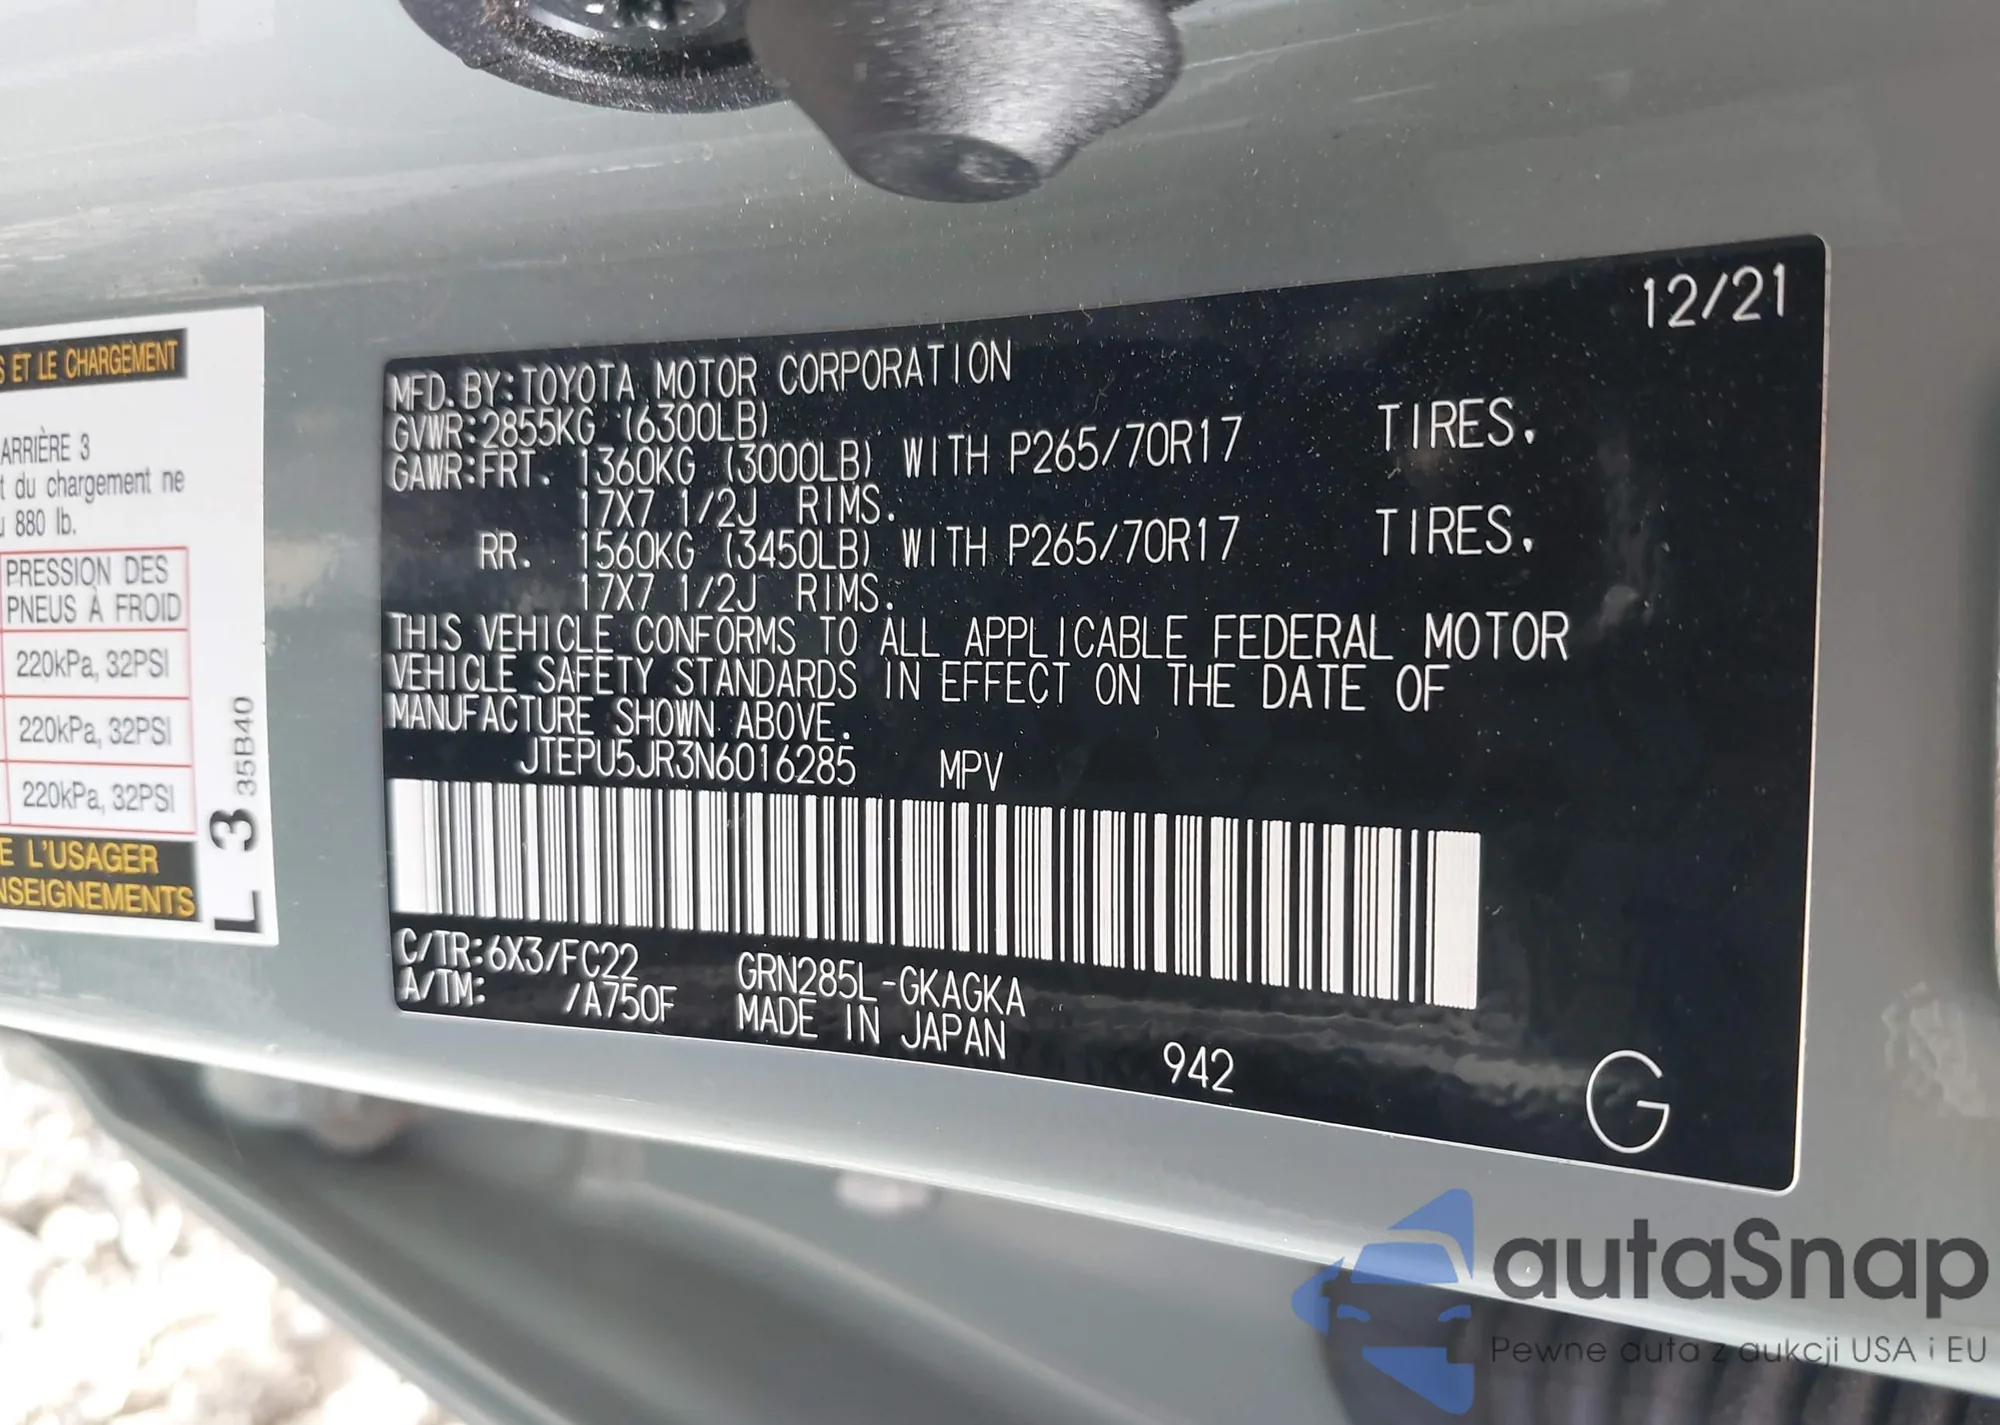 S ET LE CHARGEMENT
ARRIÈRE 3
t du chargement ne
u 880 lb.
PRESSION DES
PNEUS À FROID
220kPa, 32PSI
220kPa, 32PSI
220kPa, 32PSI
E L'USAGER
NSEIGNEMENTS
L 3 35B40
12/21
MFD. BY:TOYOTA MOTOR CORPORATION
GVWR:2855KG (6300LB)
GAWR:FRT. 1360KG (3000LB) WITH P265/70R17 TIRES.
17X7 1/2J RIMS.
RR. 1560KG (3450LB) WITH P265/70R17 TIRES.
17X7 1/2J RIMS.
THIS VEHICLE CONFORMS TO ALL APPLICABLE FEDERAL MOTOR
VEHICLE SAFETY STANDARDS IN EFFECT ON THE DATE OF
MANUFACTURE SHOWN ABOVE.
JTEPU5JR3N6016285 MPV
C/TR:6X3/FC22 GRN285L-GKAGKA
A/TM: /A750F MADE IN JAPAN
942
G
autaSnap
Pewne auta z aukcji USA i EU